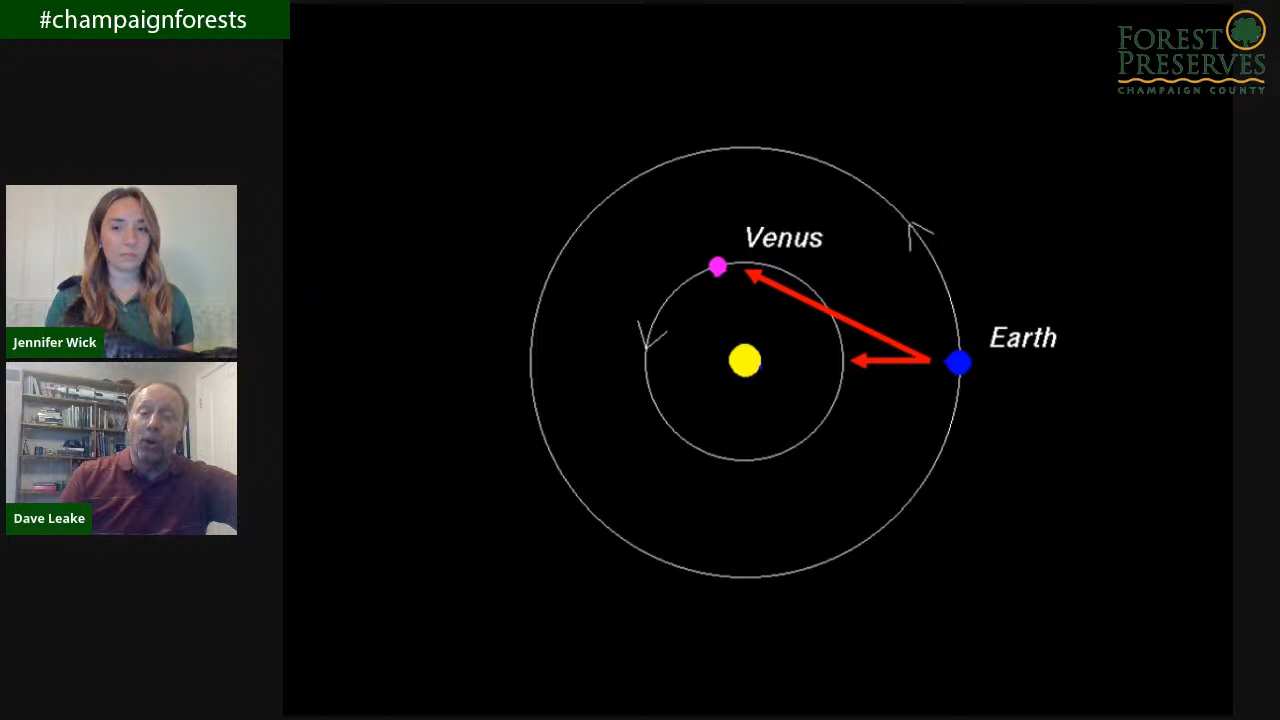 #champaignforests
FOREST
PRESERVES
CHAMPAIGN COUNTY
Venus
Earth
Jennifer Wick
Dave Leake